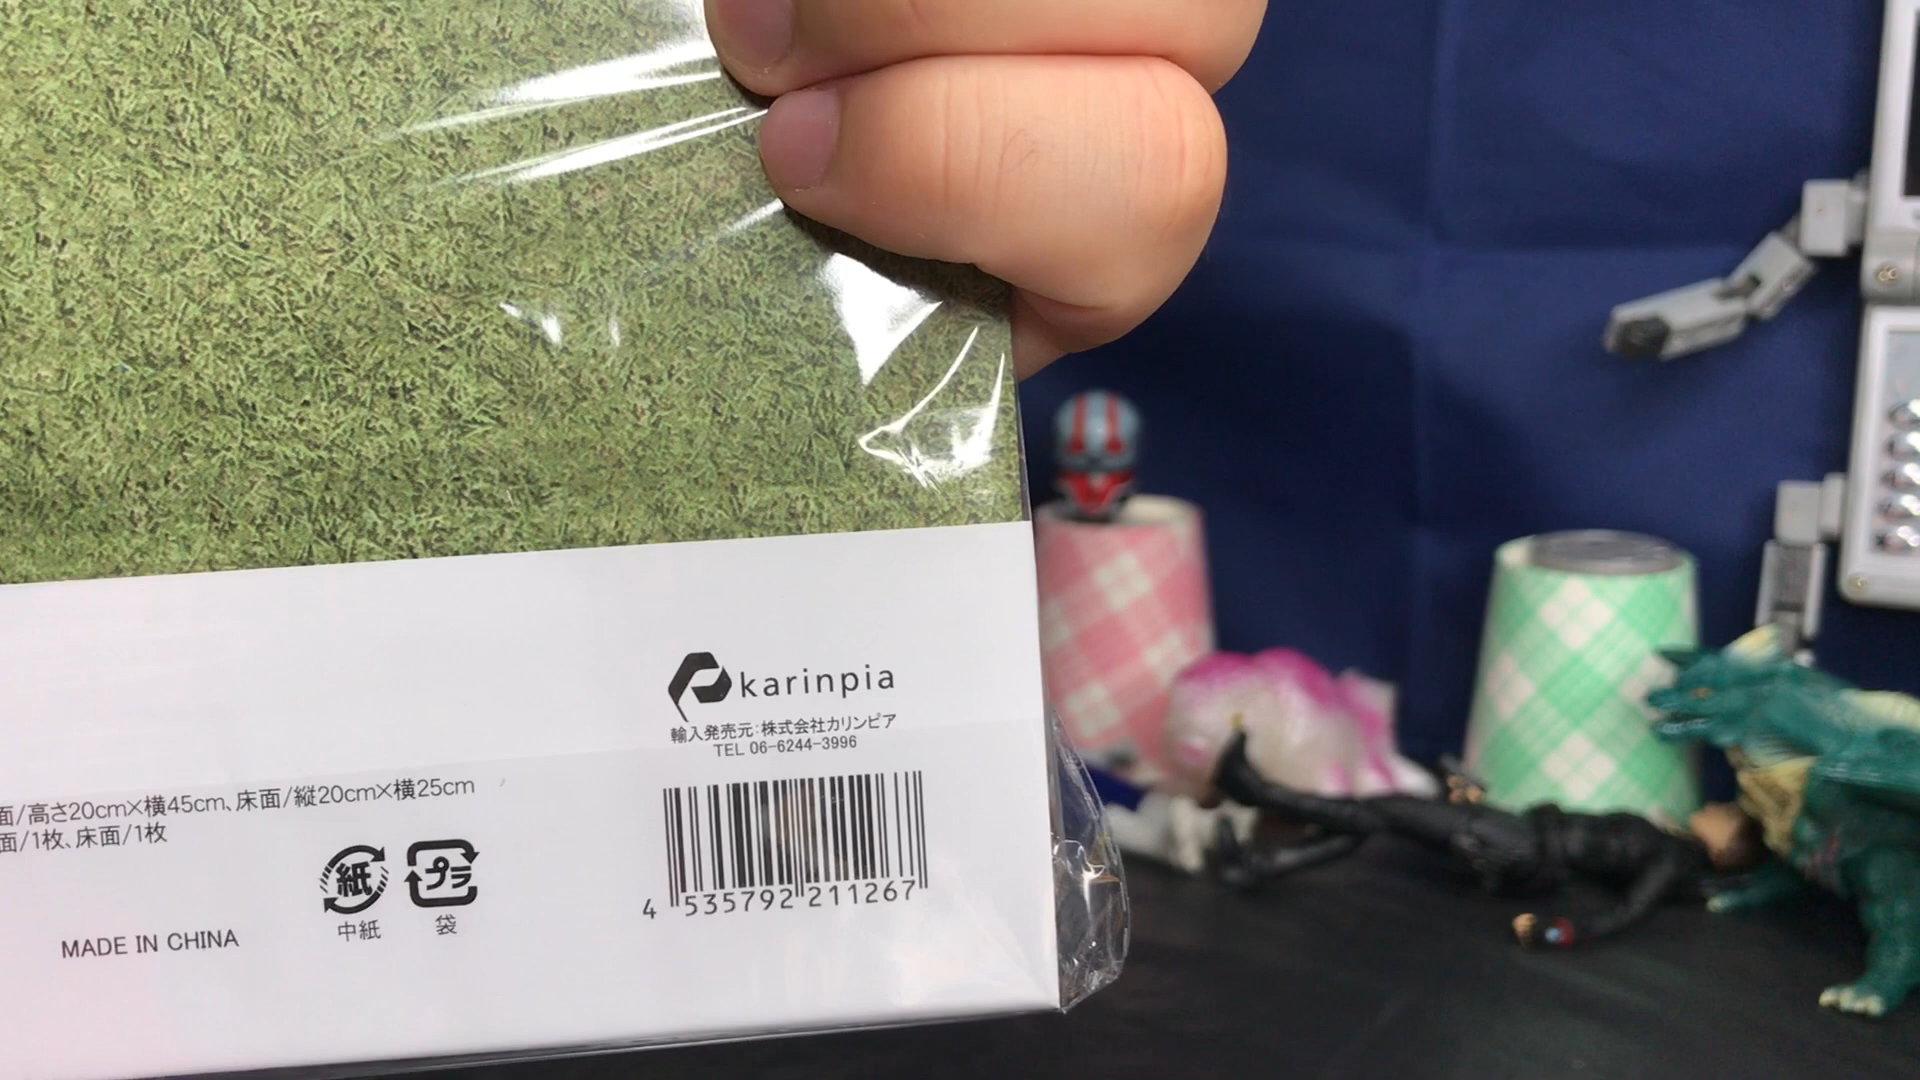 karinpia
輸入発売元:株式会社カリンピア
TEL 06-6244-3996
面/高さ20cm×横45cm、床面/縦20cm×横25cm
面/1枚、床面/1枚
紙
プラ
中紙
袋
MADE IN CHINA
4 535792 211267